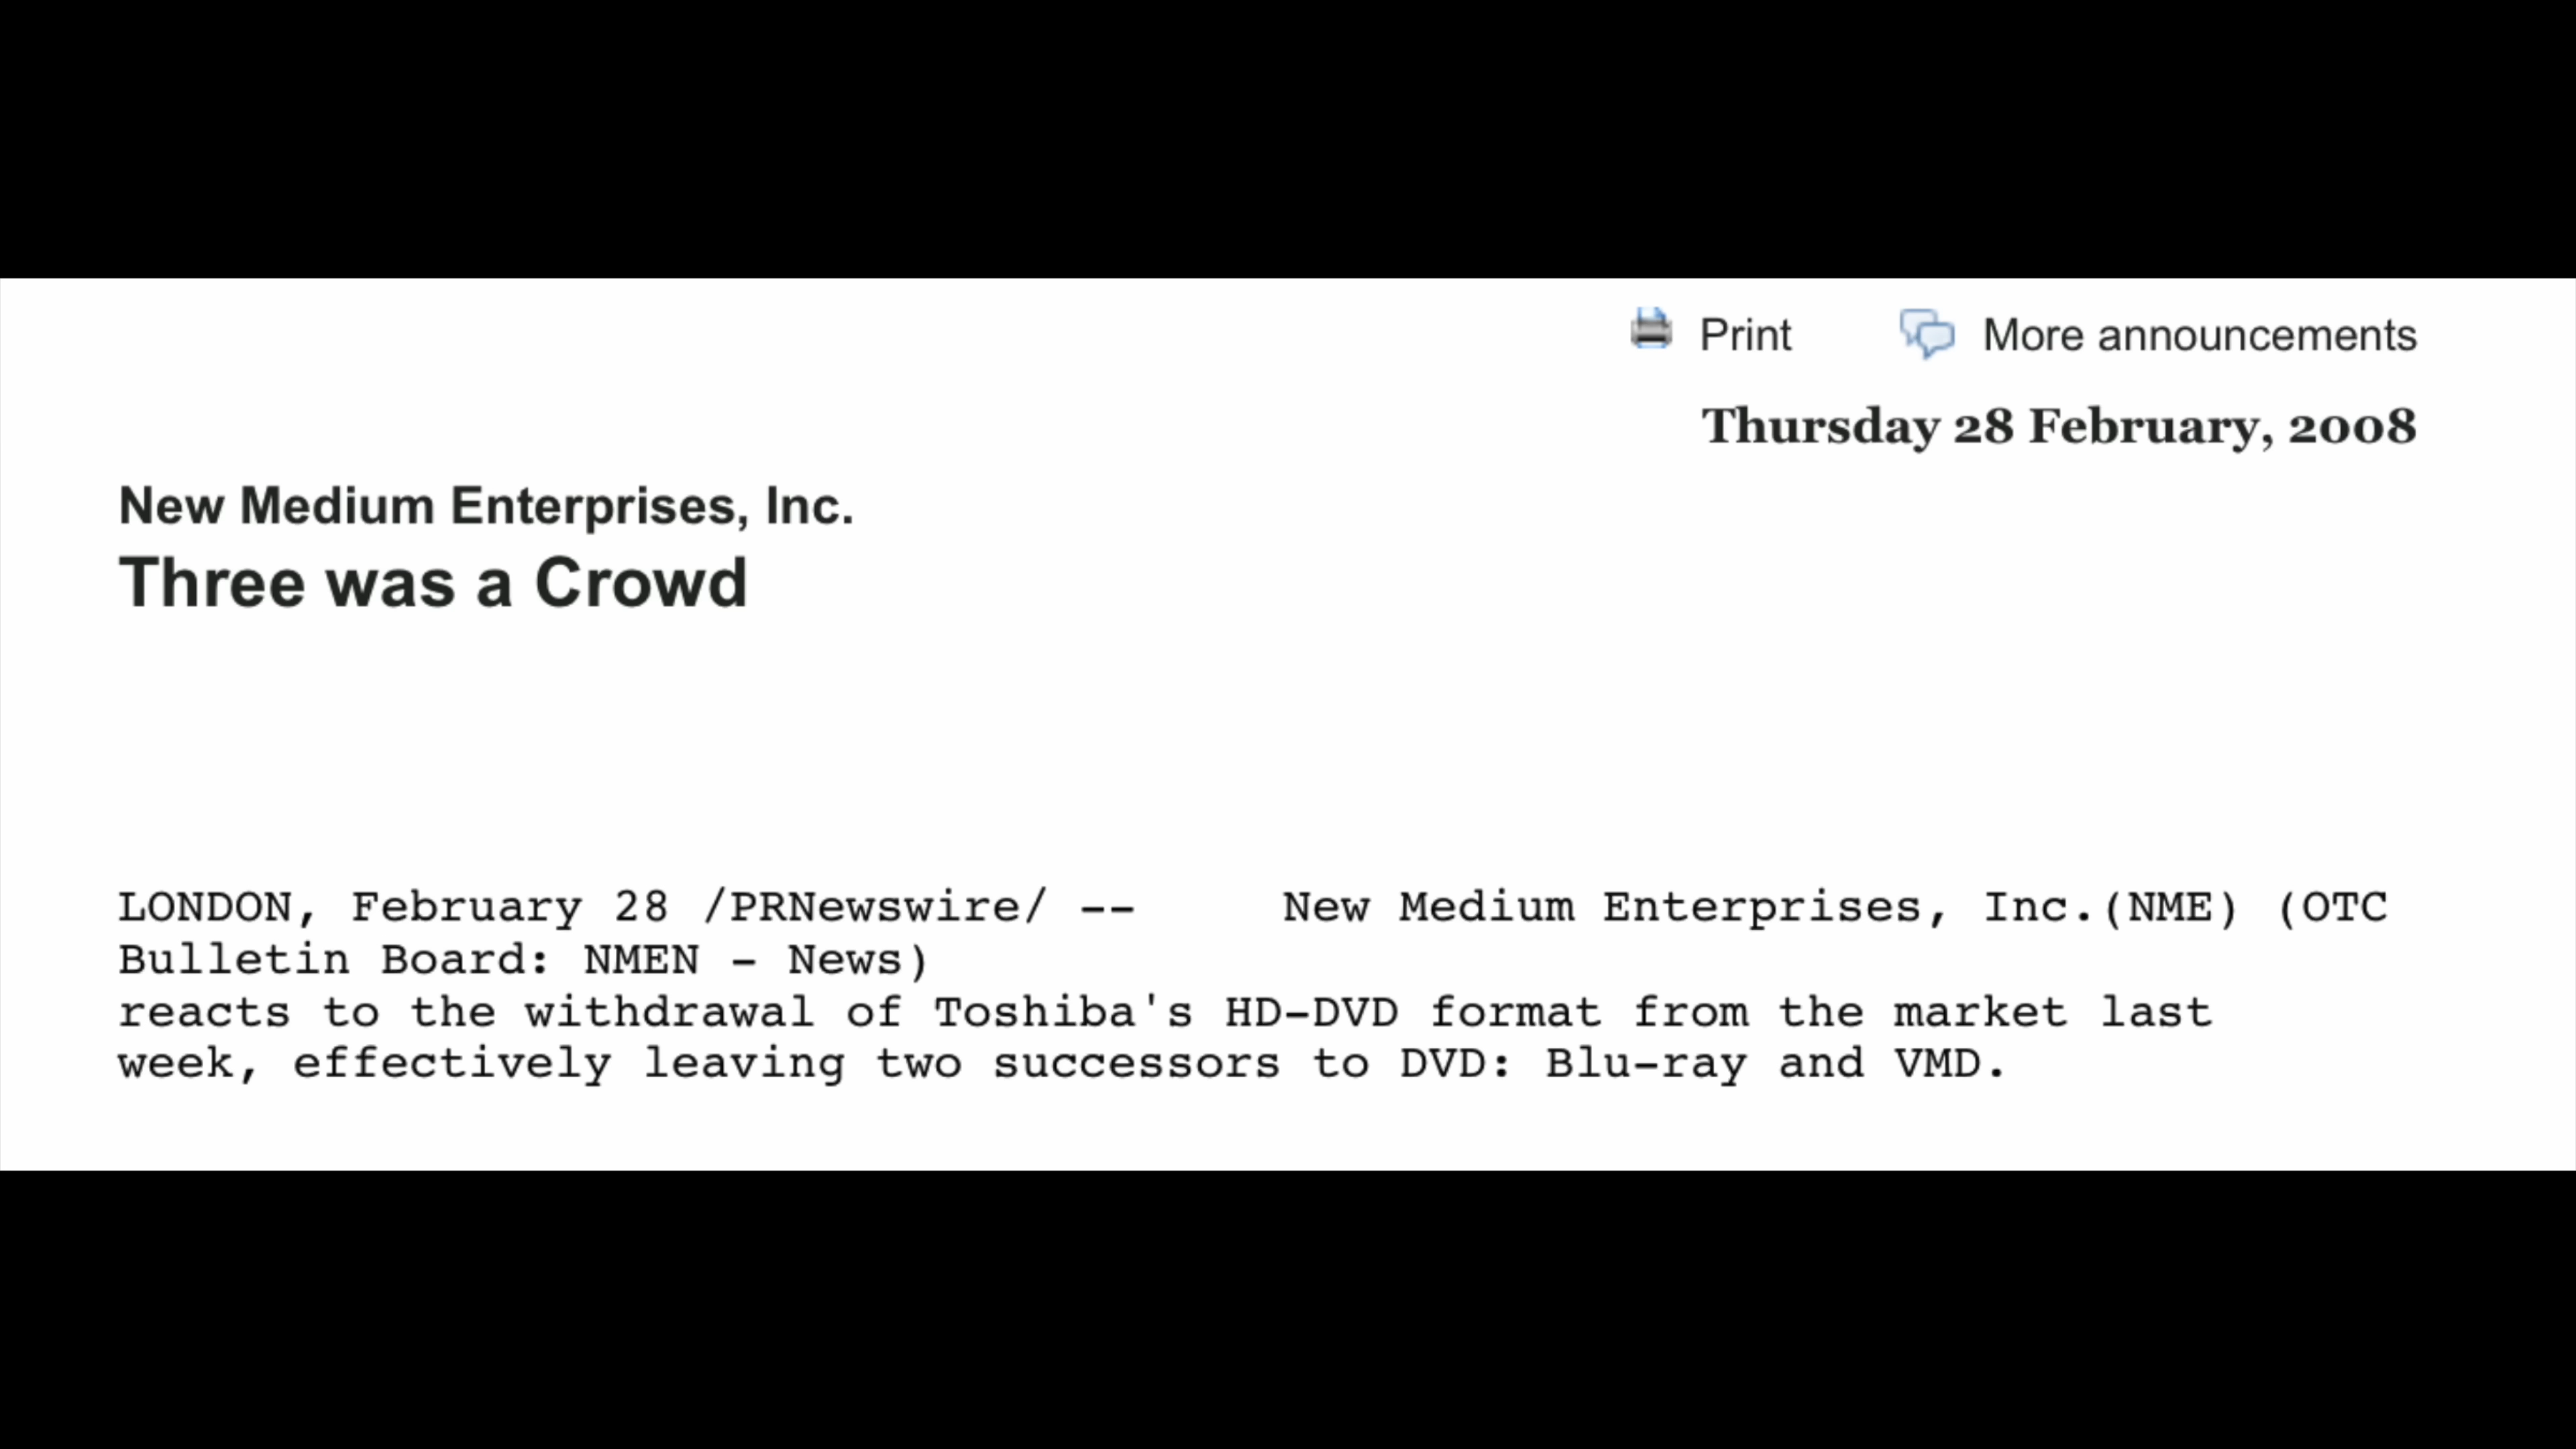 Print More announcements
Thursday 28 February, 2008
New Medium Enterprises, Inc.
Three was a Crowd
LONDON, February 28 /PRNewswire/ -- New Medium Enterprises, Inc.(NME) (OTC
Bulletin Board: NMEN - News)
reacts to the withdrawal of Toshiba's HD-DVD format from the market last
week, effectively leaving two successors to DVD: Blu-ray and VMD.